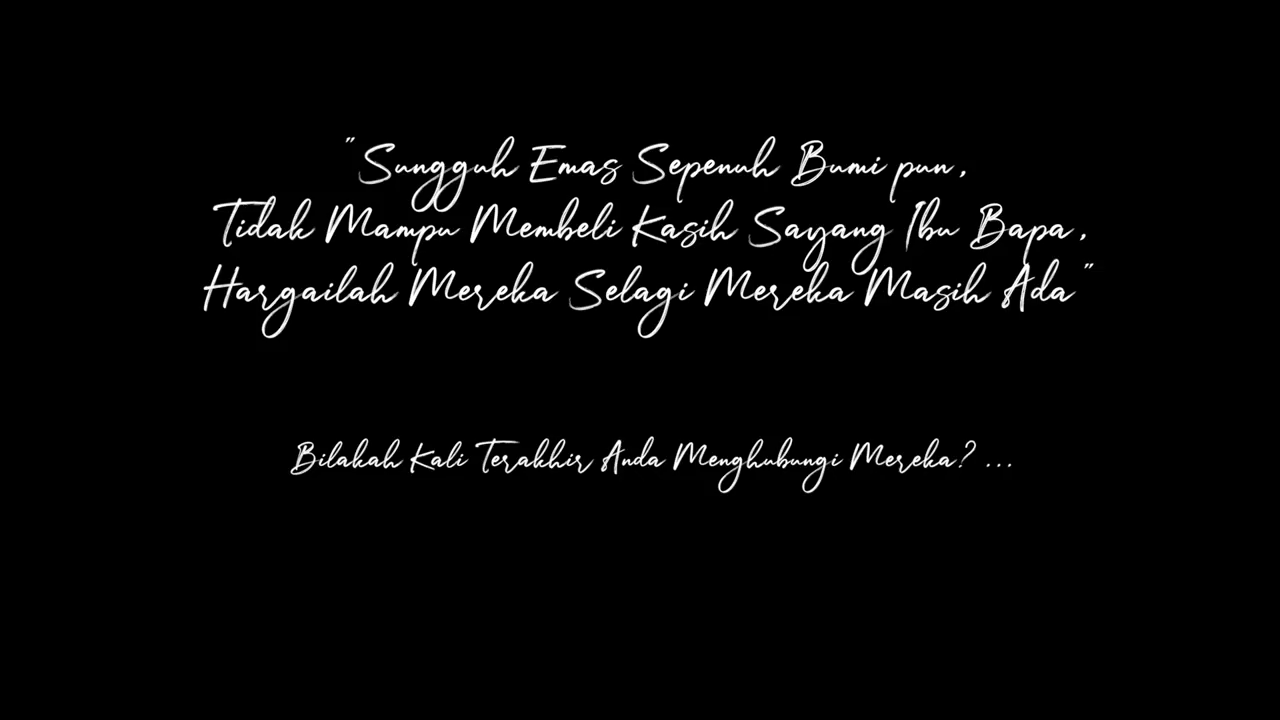 "Sungguh Emas Sepenuh Bumi pun,
Tidak Mampu Membeli Kasih Sayang Ibu Bapa,
Hargailah Mereka Selagi Mereka Masih Ada"
Bilakah Kali Terakhir Anda Menghubungi Mereka? ...